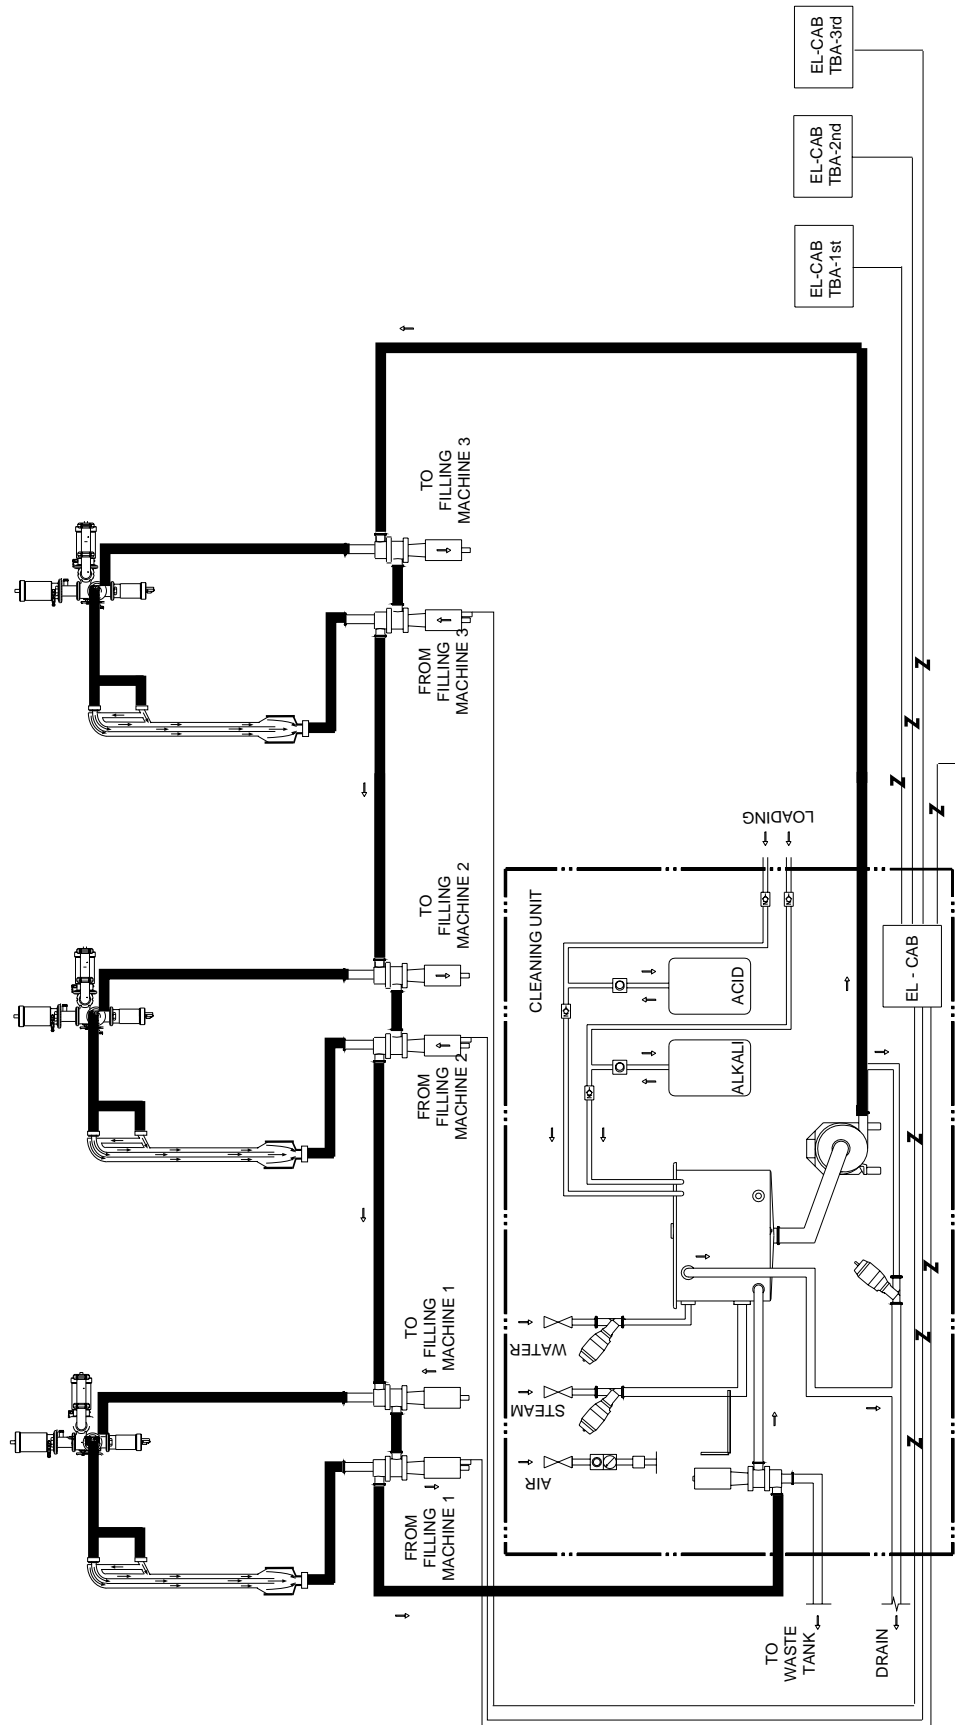 EL-CAB
TBA-3rd
EL-CAB
TBA-2nd
EL-CAB
TBA-1st
TO
FILLING
MACHINE 3
FROM
FILLING
MACHINE 3
TO
FILLING
MACHINE 2
FROM
FILLING
MACHINE 2
TO
FILLING
MACHINE 1
FROM
FILLING
MACHINE 1
LOADING
CLEANING UNIT
ACID
ALKALI
EL - CAB
WATER
STEAM
AIR
TO
WASTE
TANK
DRAIN